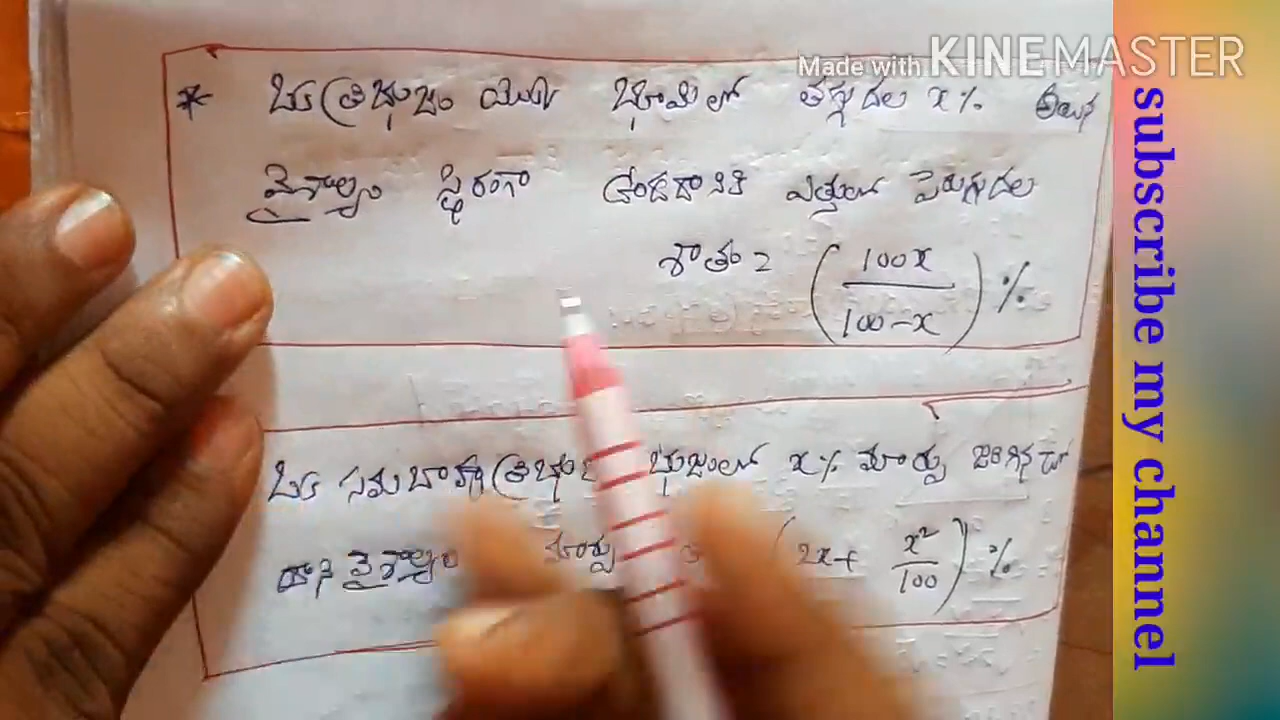 Made with KINEMASTER
* ఒక త్రిభుజం యొక్క భూమిలో తగ్గుదల x% అయిన
వైశాల్యం స్థిరంగా ఉండడానికి ఎత్తులో పెరుగుదల
శాతం = (100x / 100-x) %
ఒక సమబాహు త్రిభుజ భుజంలో x% మార్పు జరిగినచో
దాని వైశాల్యం మార్పు (2x + x²/100) %
subscribe my channel